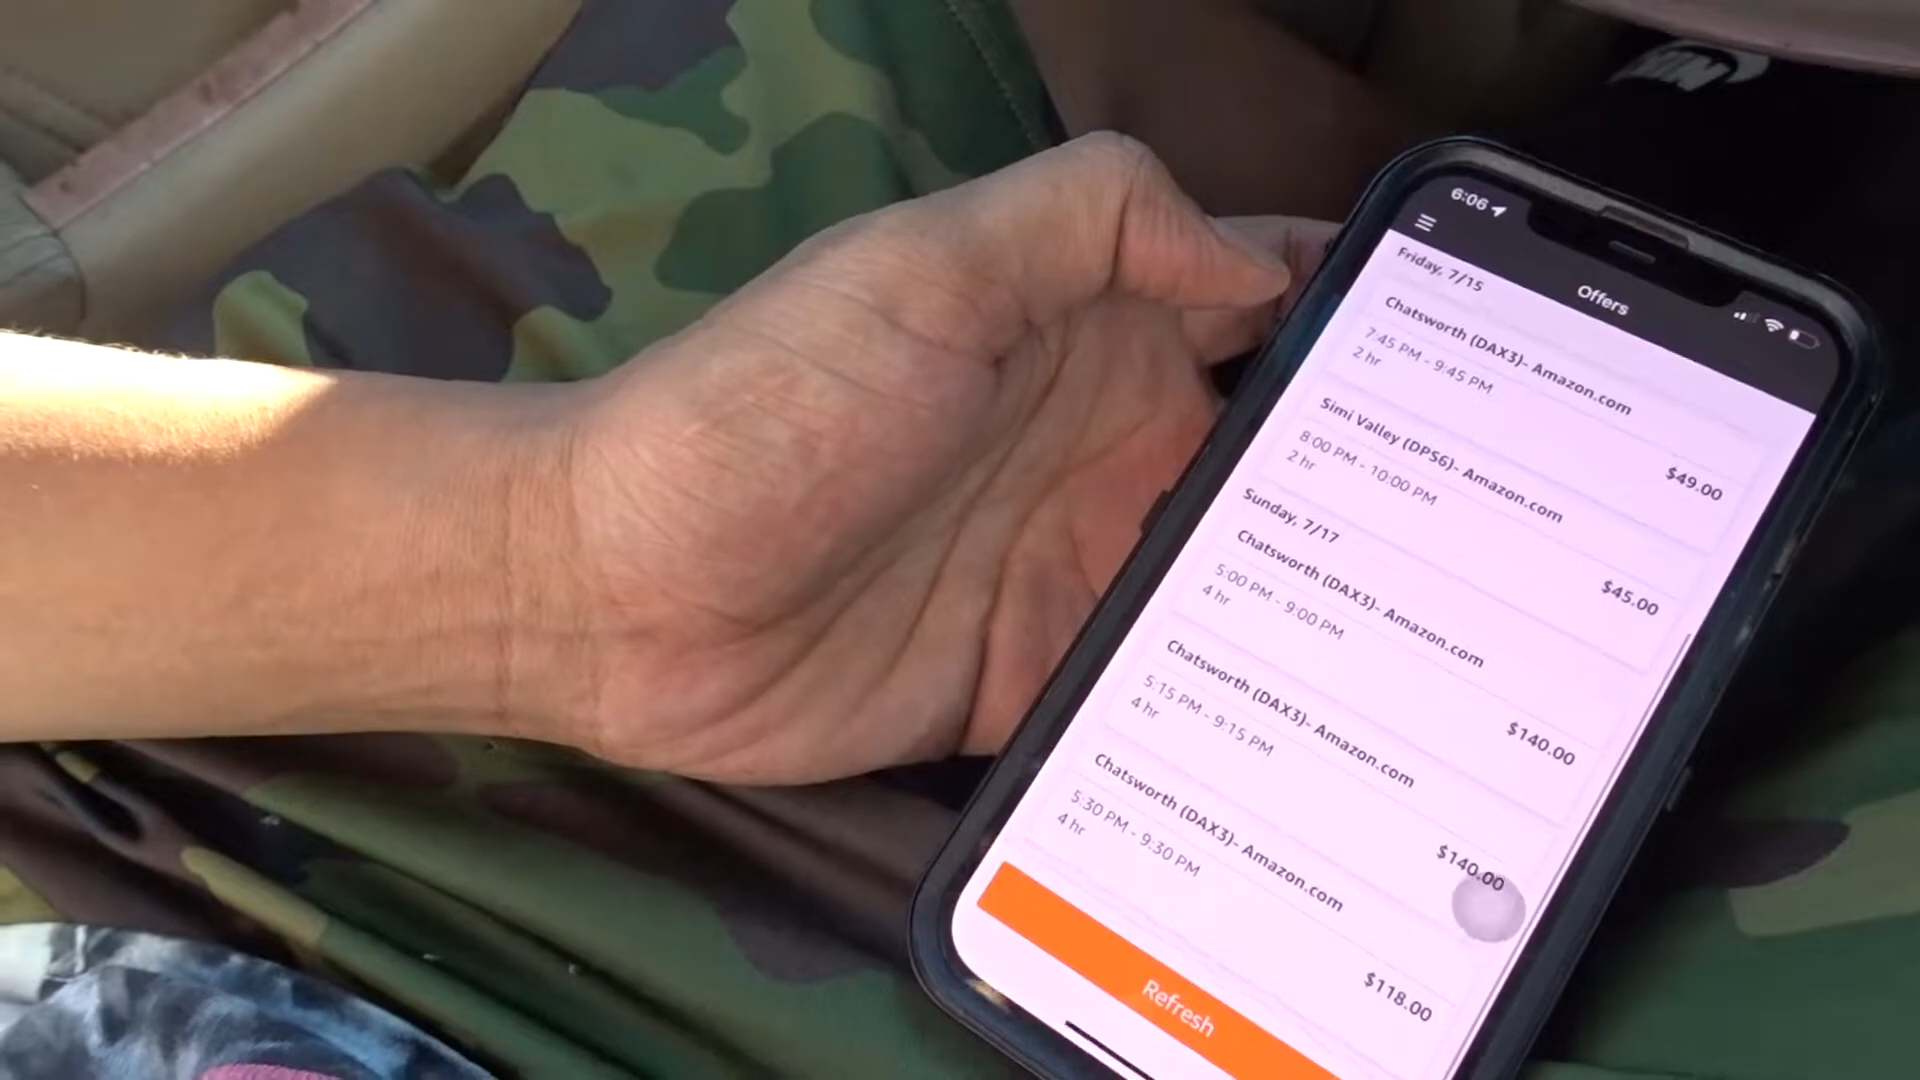 6:06
Offers
Friday, 7/15
Chatsworth (DAX3)- Amazon.com
7:45 PM - 9:45 PM
2 hr
$49.00
Simi Valley (DPS6)- Amazon.com
8:00 PM - 10:00 PM
2 hr
$45.00
Sunday, 7/17
Chatsworth (DAX3)- Amazon.com
5:00 PM - 9:00 PM
4 hr
$140.00
Chatsworth (DAX3)- Amazon.com
5:15 PM - 9:15 PM
4 hr
$140.00
Chatsworth (DAX3)- Amazon.com
5:30 PM - 9:30 PM
4 hr
$118.00
Refresh